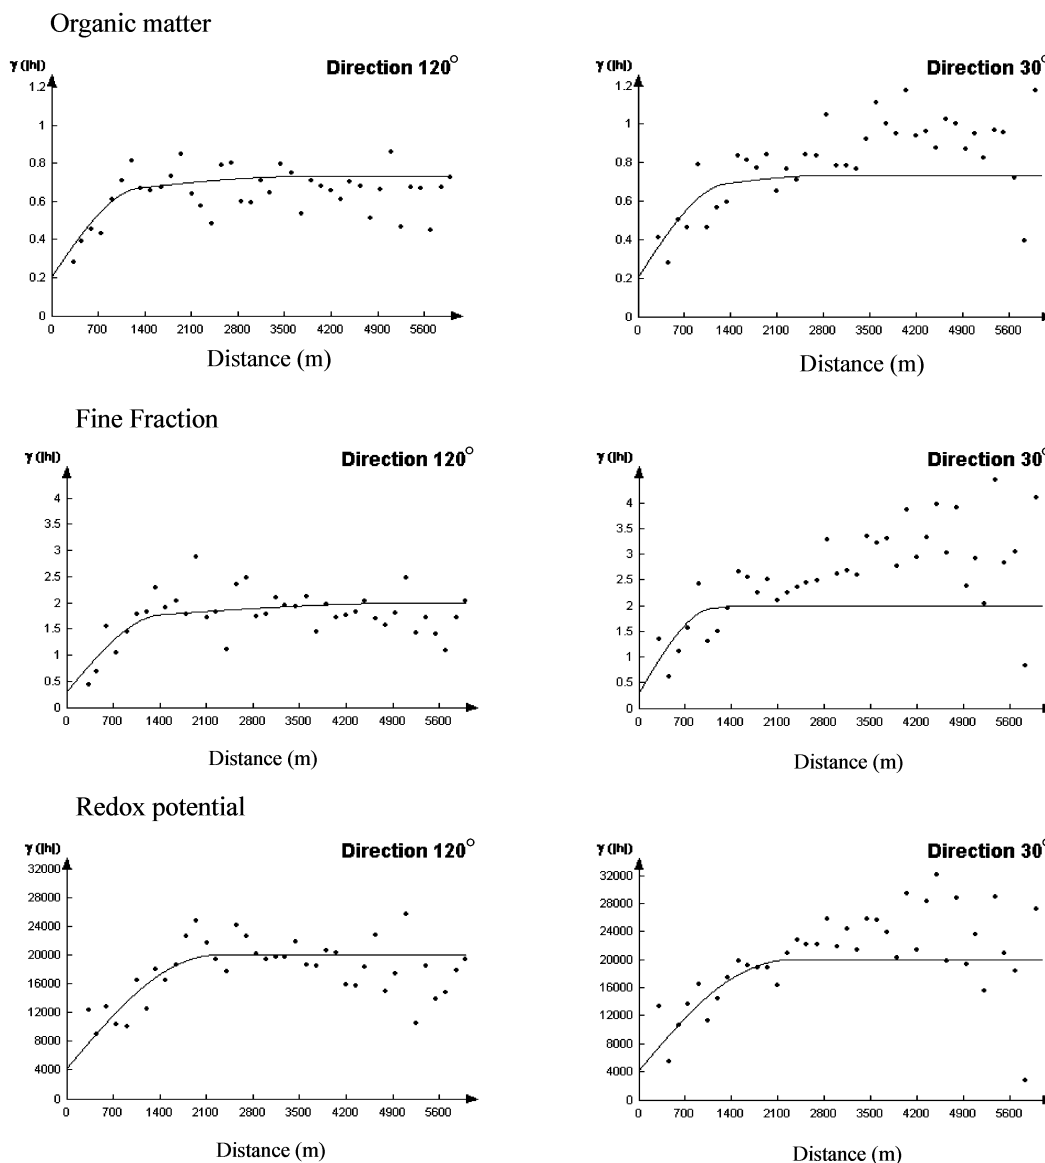 Organic matter
γ (|h|)
Direction 120°
1.2
1
0.8
0.6
0.4
0.2
0
0 700 1400 2100 2800 3500 4200 4900 5600
Distance (m)
γ (|h|)
Direction 30°
1.2
1
0.8
0.6
0.4
0.2
0
0 700 1400 2100 2800 3500 4200 4900 5600
Distance (m)
Fine Fraction
γ (|h|)
Direction 120°
4
3.5
3
2.5
2
1.5
1
0.5
0
0 700 1400 2100 2800 3500 4200 4900 5600
Distance (m)
γ (|h|)
Direction 30°
4
3.5
3
2.5
2
1.5
1
0.5
0
0 700 1400 2100 2800 3500 4200 4900 5600
Distance (m)
Redox potential
γ (|h|)
Direction 120°
32000
28000
24000
20000
16000
12000
8000
4000
0
0 700 1400 2100 2800 3500 4200 4900 5600
Distance (m)
γ (|h|)
Direction 30°
32000
28000
24000
20000
16000
12000
8000
4000
0
0 700 1400 2100 2800 3500 4200 4900 5600
Distance (m)